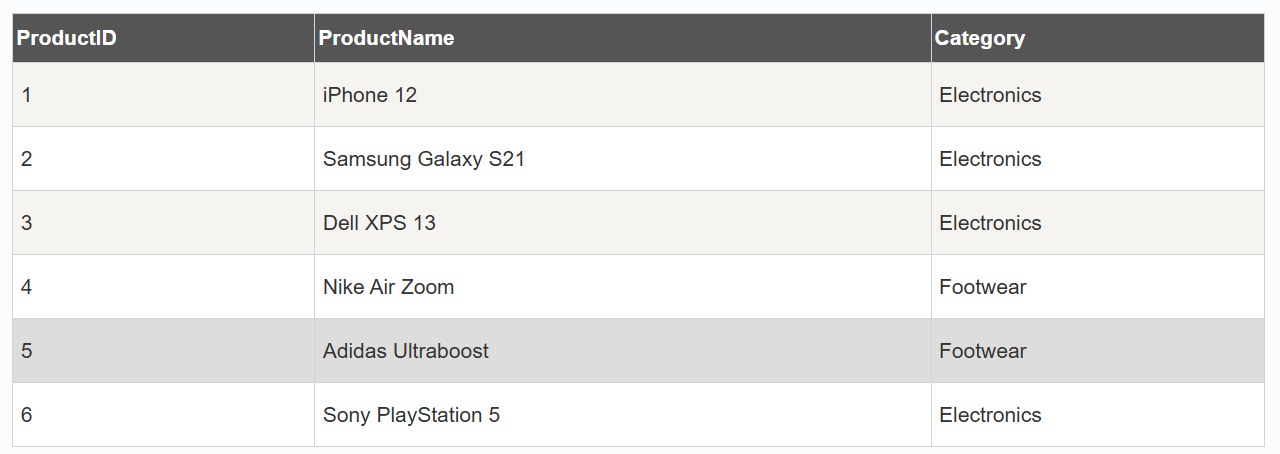 ProductID ProductName Category
1 iPhone 12 Electronics
2 Samsung Galaxy S21 Electronics
3 Dell XPS 13 Electronics
4 Nike Air Zoom Footwear
5 Adidas Ultraboost Footwear
6 Sony PlayStation 5 Electronics